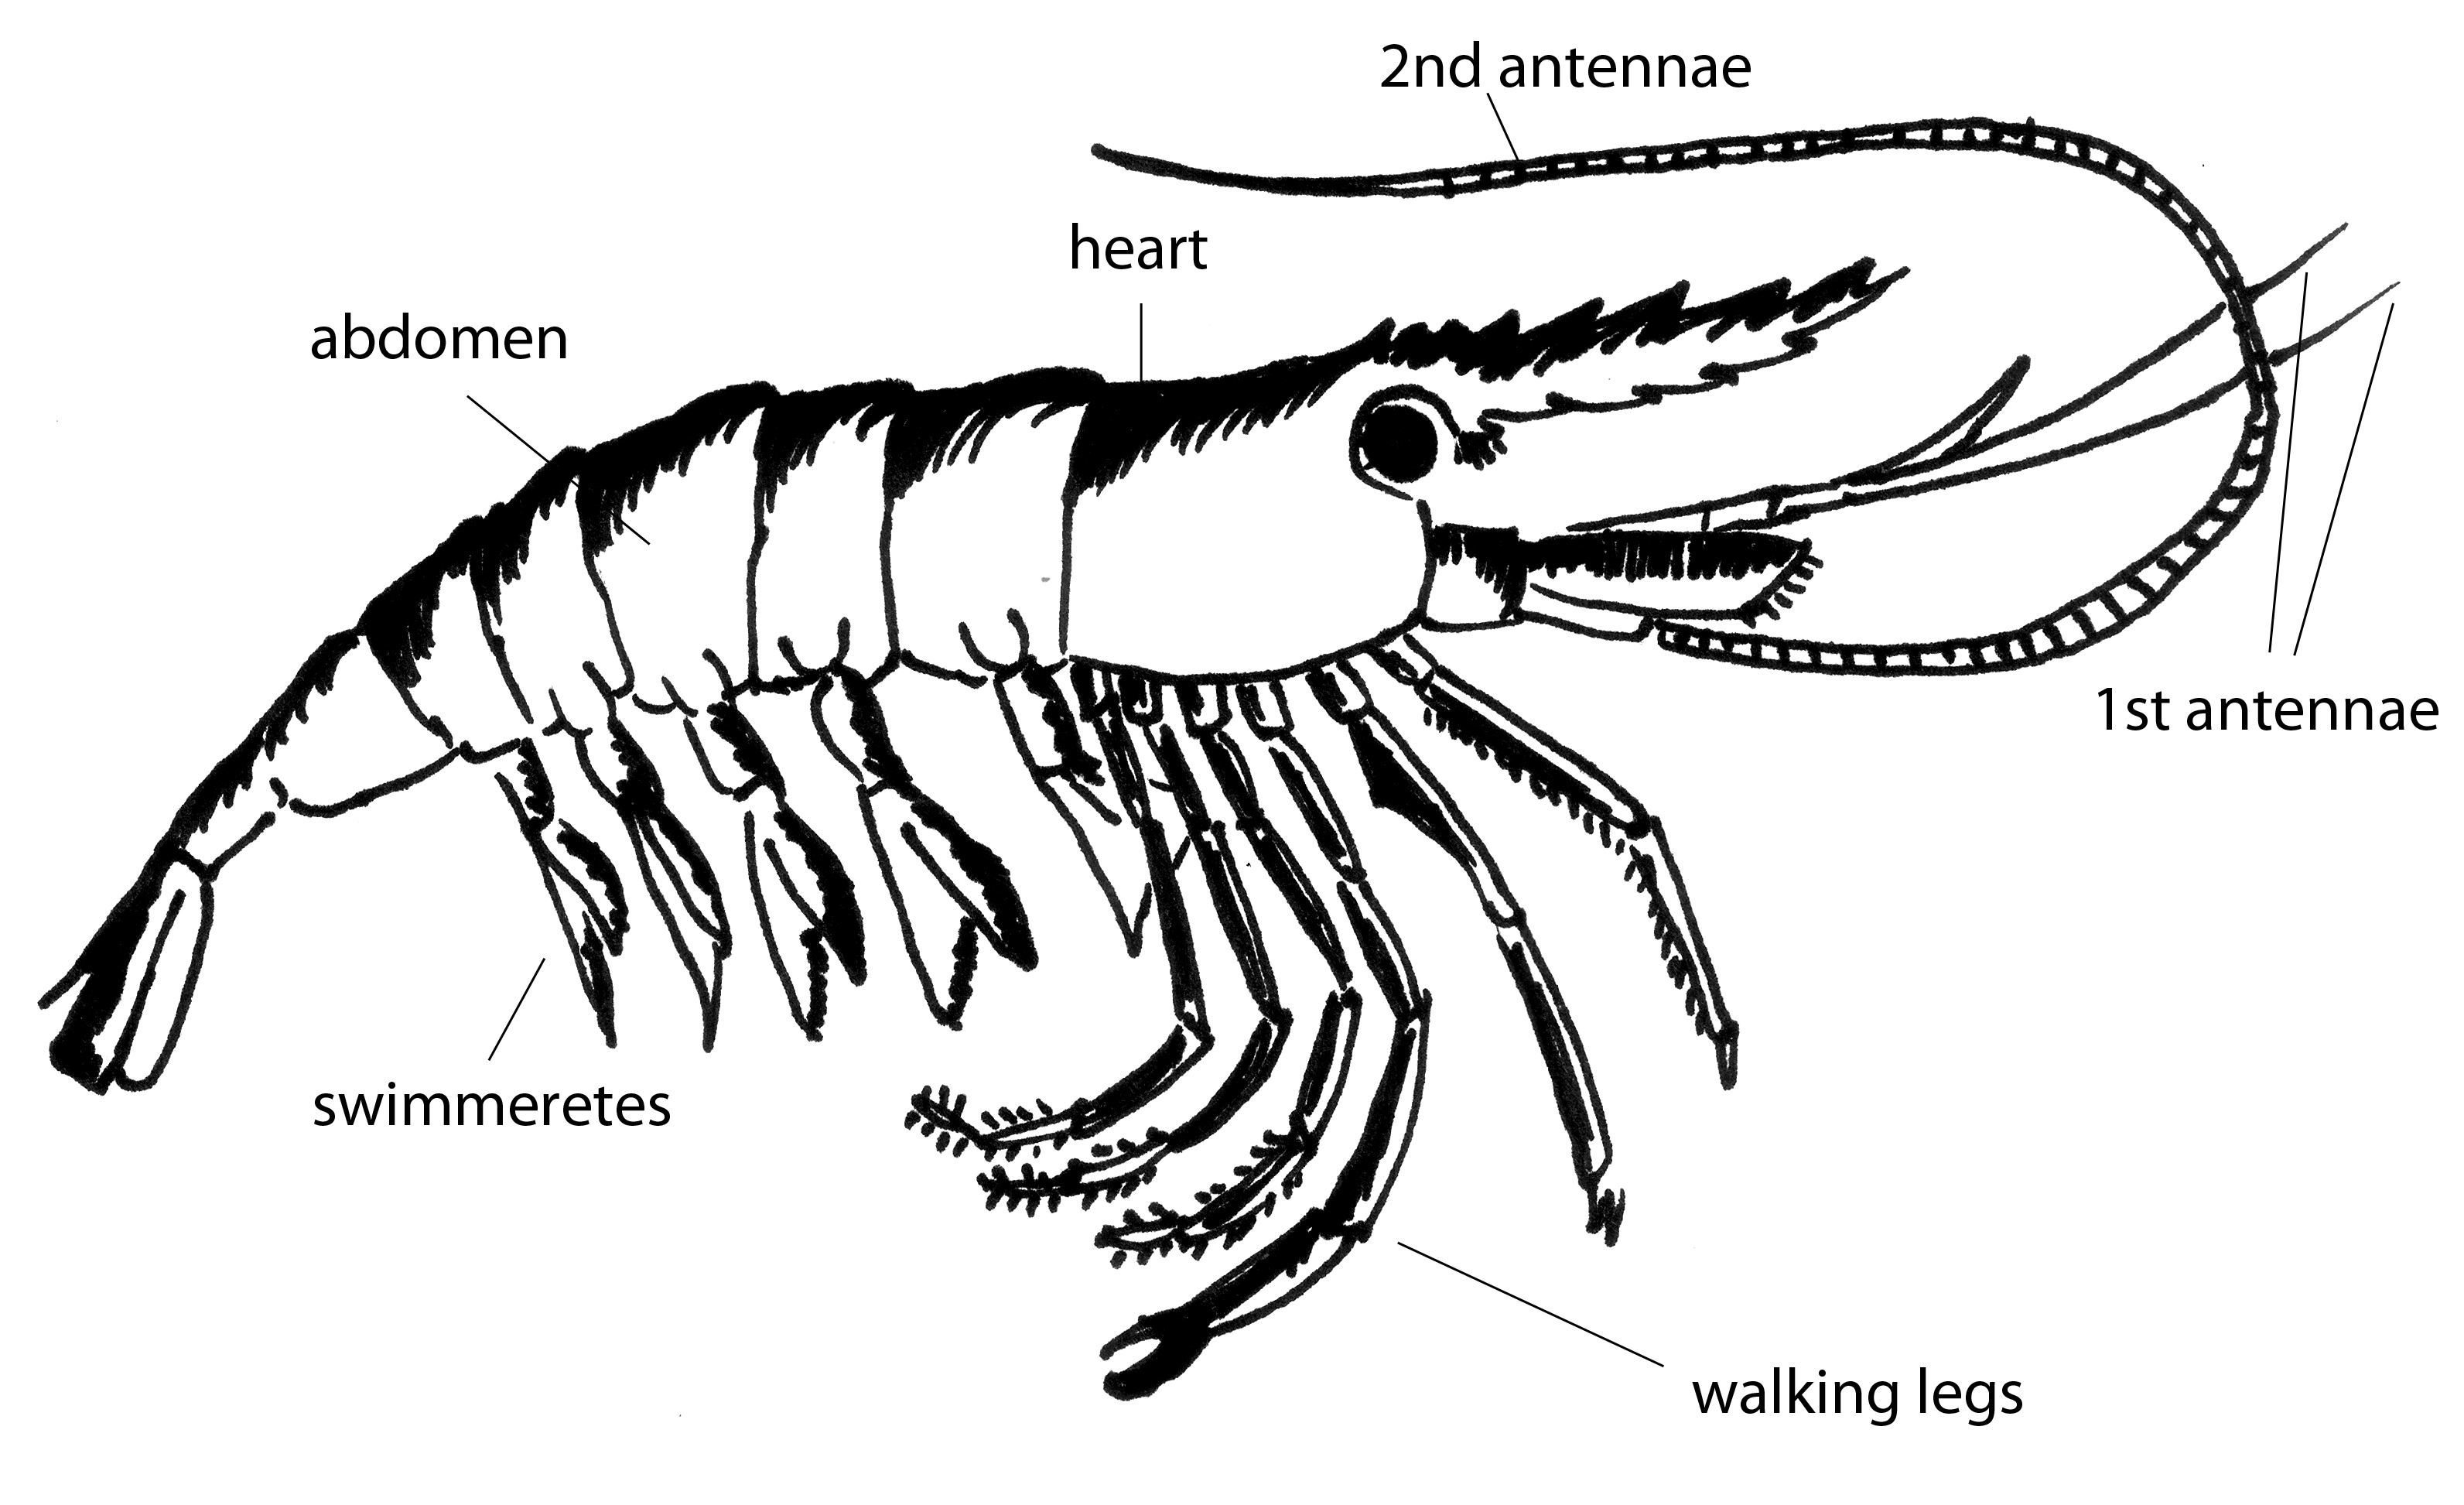 2nd antennae
heart
abdomen
1st antennae
swimmeretes
walking legs